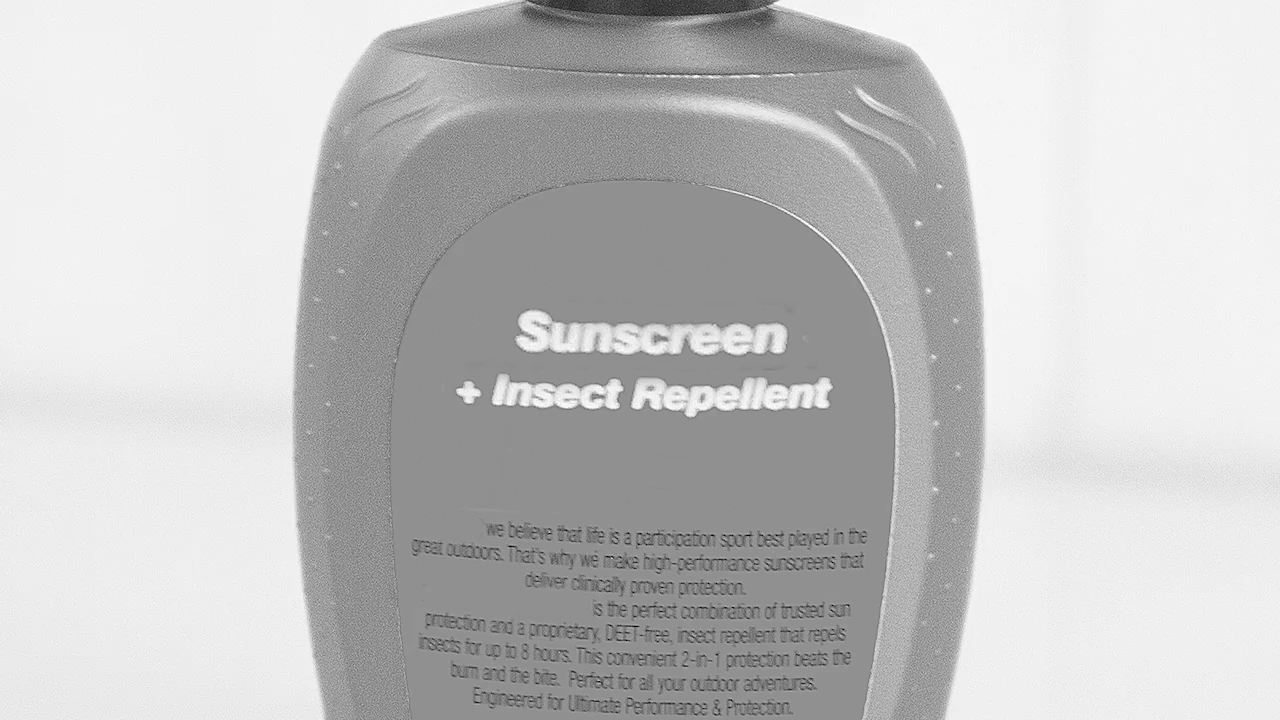 Sunscreen
+ Insect Repellent
we believe that life is a participation sport best played in the
great outdoors. That's why we make high-performance sunscreens that
deliver clinically proven protection.
is the perfect combination of trusted sun
protection and a proprietary, DEET-free, insect repellent that repels
insects for up to 8 hours. This convenient 2-in-1 protection beats the
burn and the bite. Perfect for all your outdoor adventures.
Engineered for Ultimate Performance & Protection.